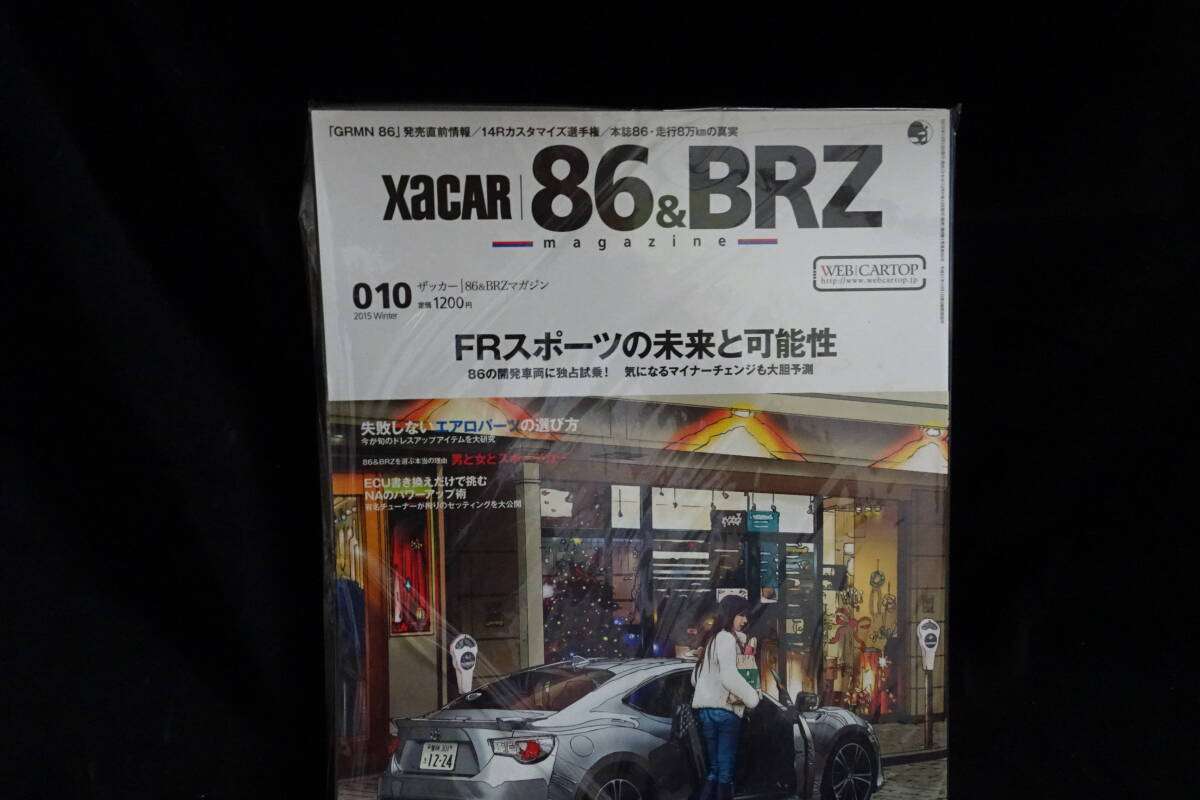 「GRMN 86」発売直前情報／14Rカスタマイズ選手権／本誌86・走行8万kmの真実
XaCAR 86&BRZ
magazine
WEB CARTOP
http://www.webcartop.jp
010 ザッカー|86&BRZマガジン
2015 Winter 定価1200円
FRスポーツの未来と可能性
86の開発車両に独占試乗! 気になるマイナーチェンジも大胆予測
失敗しないエアロパーツの選び方
今が旬のドレスアップアイテムを大研究
86&BRZを選ぶ本当の理由 男と女とスポーツカー
ECU書き換えだけで挑む
NAのパワーアップ術
有名チューナーが拘りのセッティングを大公開
12-24